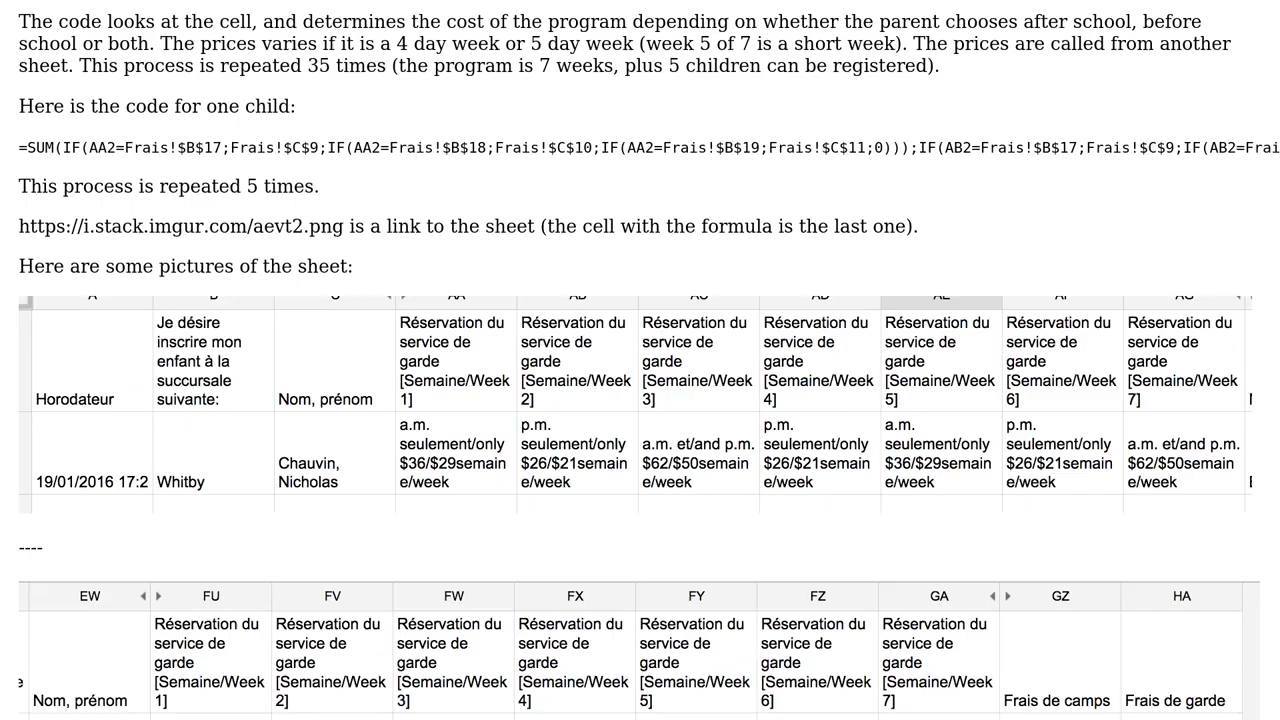 The code looks at the cell, and determines the cost of the program depending on whether the parent chooses after school, before
school or both. The prices varies if it is a 4 day week or 5 day week (week 5 of 7 is a short week). The prices are called from another
sheet. This process is repeated 35 times (the program is 7 weeks, plus 5 children can be registered).
Here is the code for one child:
=SUM(IF(AA2=Frais!$B$17;Frais!$C$9;IF(AA2=Frais!$B$18;Frais!$C$10;IF(AA2=Frais!$B$19;Frais!$C$11;0)));IF(AB2=Frais!$B$17;Frais!$C$9;IF(AB2=Frai
This process is repeated 5 times.
https://i.stack.imgur.com/aevt2.png is a link to the sheet (the cell with the formula is the last one).
Here are some pictures of the sheet:
Je désire Réservation du Réservation du Réservation du Réservation du Réservation du Réservation du Réservation du
inscrire mon service de service de service de service de service de service de service de
enfant à la garde garde garde garde garde garde garde
succursale [Semaine/Week [Semaine/Week [Semaine/Week [Semaine/Week [Semaine/Week [Semaine/Week [Semaine/Week
Horodateur suivante: Nom, prénom 1] 2] 3] 4] 5] 6] 7]
a.m. p.m. p.m. a.m. p.m.
seulement/only seulement/only a.m. et/and p.m. seulement/only seulement/only seulement/only a.m. et/and p.m.
Chauvin, $36/$29semain $26/$21semain $62/$50semain $26/$21semain $36/$29semain $26/$21semain $62/$50semain
19/01/2016 17:2 Whitby Nicholas e/week e/week e/week e/week e/week e/week e/week
----
EW FU FV FW FX FY FZ GA GZ HA
Réservation du Réservation du Réservation du Réservation du Réservation du Réservation du Réservation du
service de service de service de service de service de service de service de
garde garde garde garde garde garde garde
e [Semaine/Week [Semaine/Week [Semaine/Week [Semaine/Week [Semaine/Week [Semaine/Week [Semaine/Week
Nom, prénom 1] 2] 3] 4] 5] 6] 7] Frais de camps Frais de garde